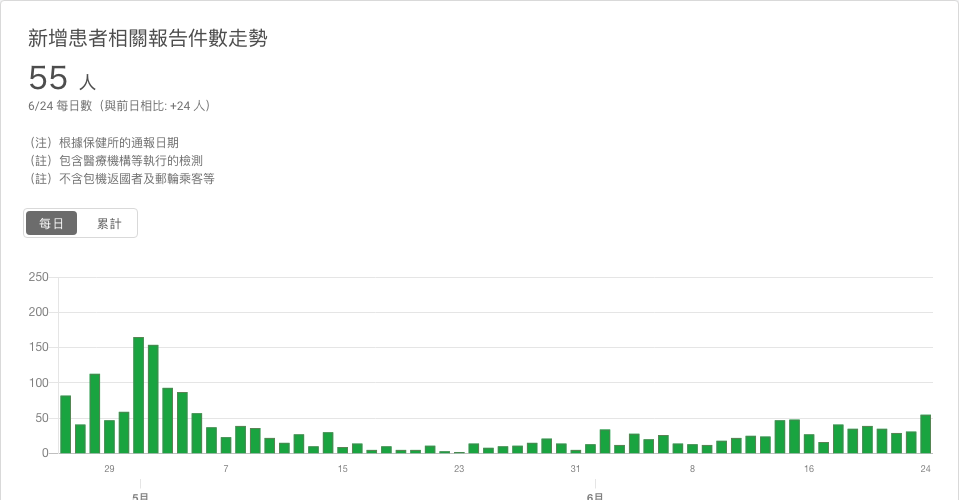 新增患者相關報告件數走勢
55 人
6/24 每日數（與前日相比: +24 人）
（注）根據保健所的通報日期
（註）包含醫療機構等執行的檢測
（註）不含包機返國者及郵輪乘客等
每日 累計
250
200
150
100
50
0
29 7 15 23 31 8 16 24
5月 6月